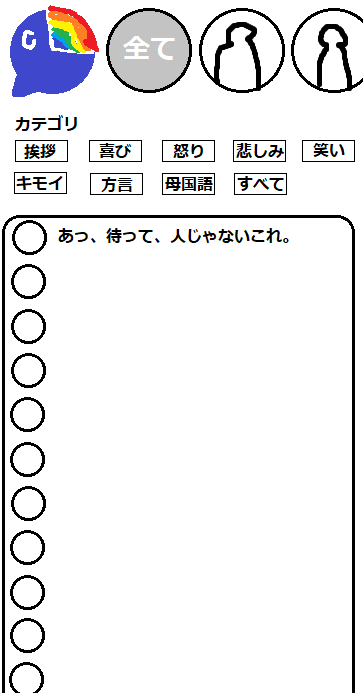 全て
カテゴリ
挨拶 喜び 怒り 悲しみ 笑い
キモイ 方言 母国語 すべて
あっ、待って、人じゃないこれ。